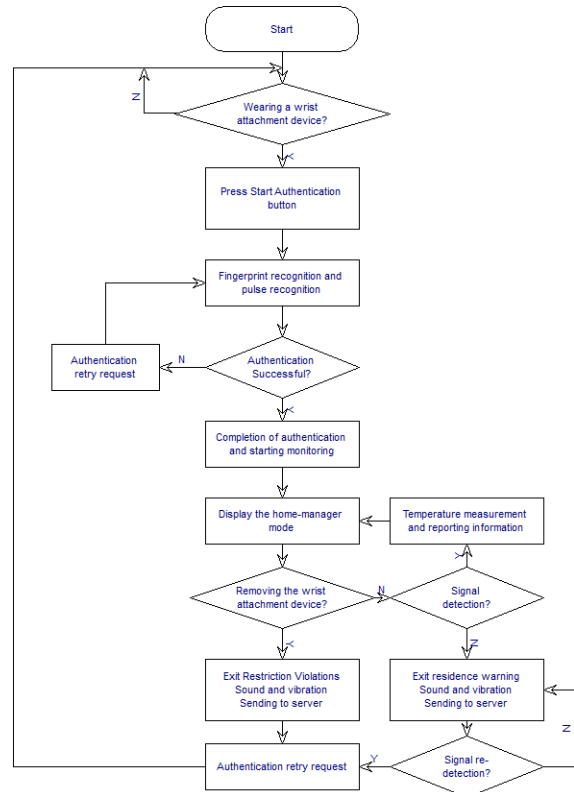 Start
Wearing a wrist
attachment device?
N
Y
Press Start Authentication
button
Fingerprint recognition and
pulse recognition
Authentication
retry request
N
Authentication
Successful?
Y
Completion of authentication
and starting monitoring
Display the home-manager
mode
Temperature measurement
and reporting information
Y
Removing the wrist
attachment device?
N
Signal
detection?
Y
N
Exit Restriction Violations
Sound and vibration
Sending to server
Exit residence warning
Sound and vibration
Sending to server
N
Authentication retry request
Y
Signal re-
detection?